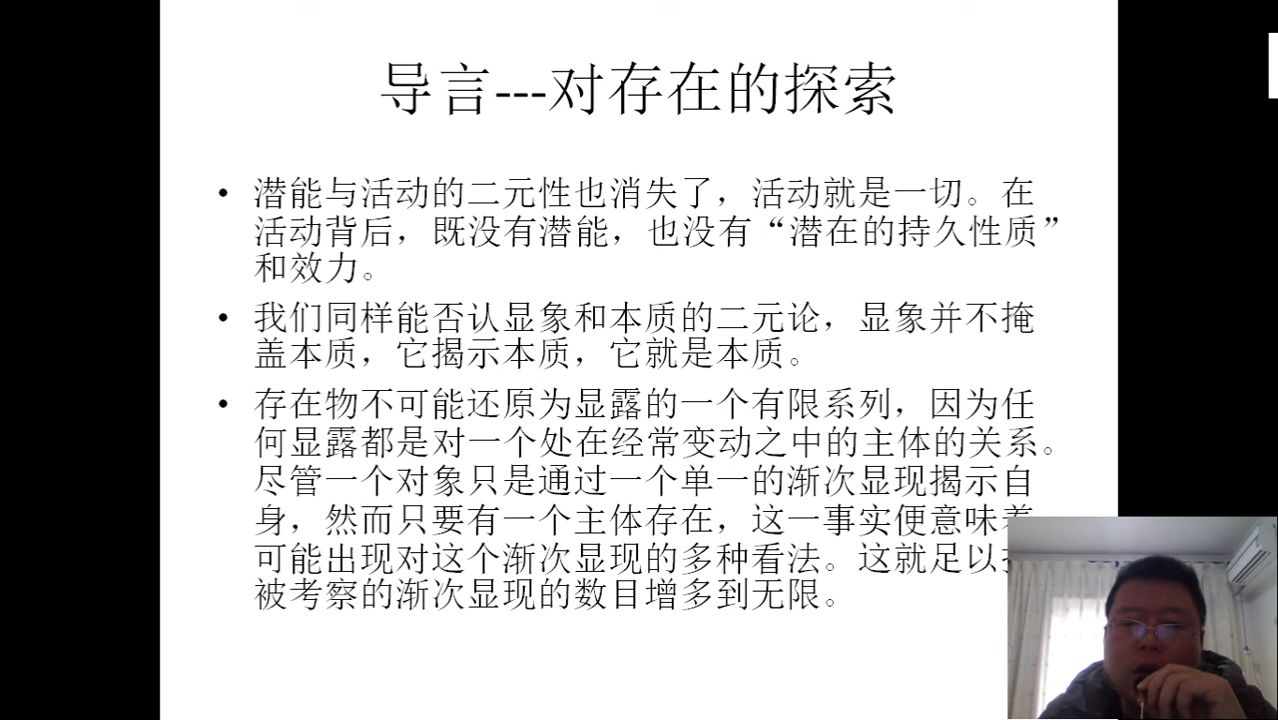 导言---对存在的探索
• 潜能与活动的二元性也消失了，活动就是一切。在
活动背后，既没有潜能，也没有“潜在的持久性质”
和效力。
• 我们同样能否认显象和本质的二元论，显象并不掩
盖本质，它揭示本质，它就是本质。
• 存在物不可能还原为显露的一个有限系列，因为任
何显露都是对一个处在经常变动之中的主体的关系。
尽管一个对象只是通过一个单一的渐次显现揭示自
身，然而只要有一个主体存在，这一事实便意味着
可能出现对这个渐次显现的多种看法。这就足以
被考察的渐次显现的数目增多到无限。